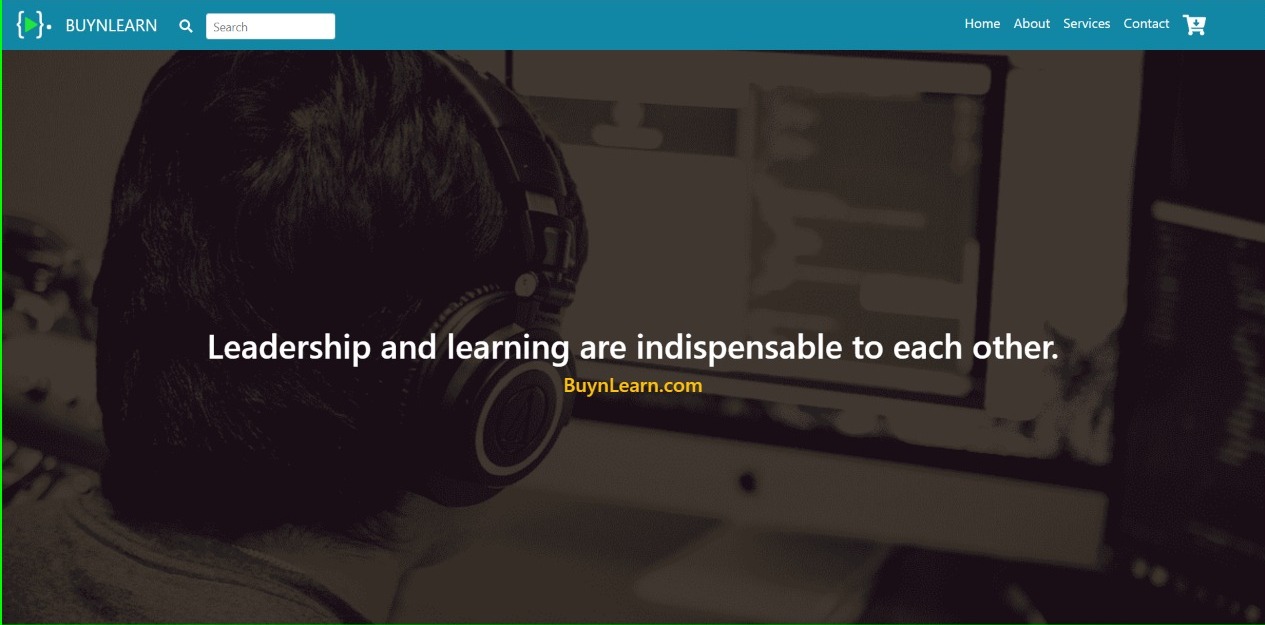 BUYNLEARN
Search
Home About Services Contact
Leadership and learning are indispensable to each other.
BuynLearn.com